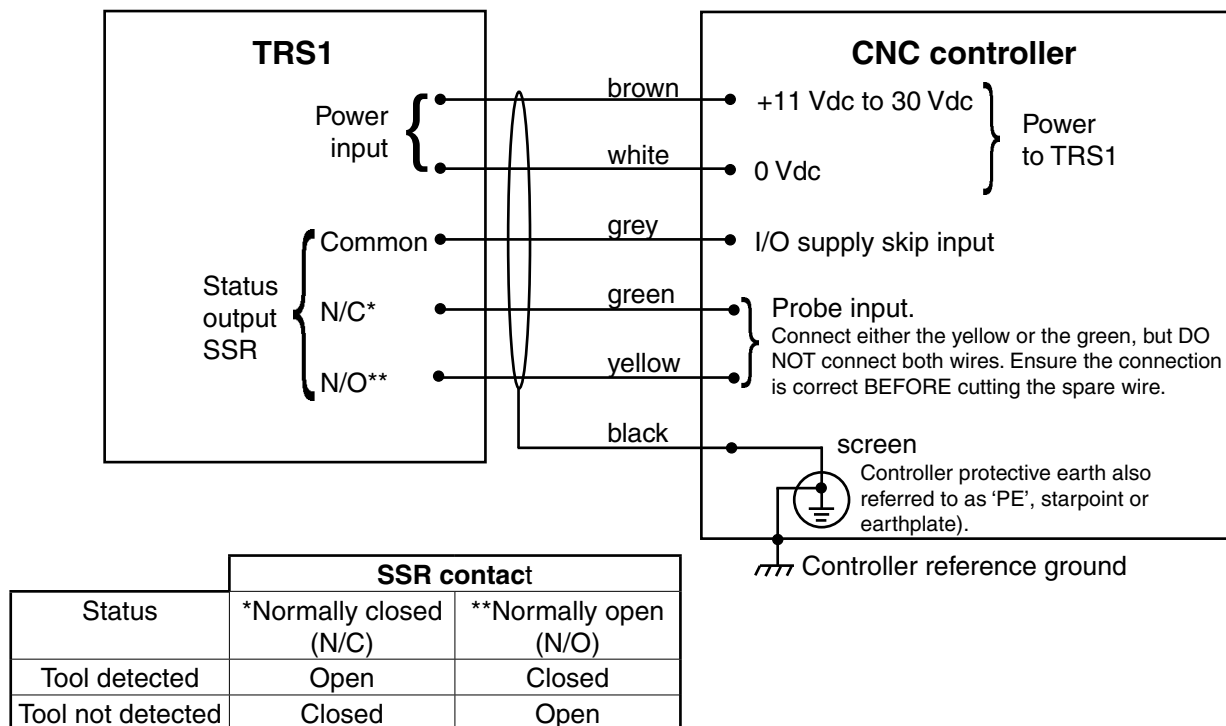 TRS1
CNC controller
Power
input
brown
+11 Vdc to 30 Vdc
Power
to TRS1
white
0 Vdc
Status
output
SSR
Common
grey
I/O supply skip input
N/C*
green
Probe input.
Connect either the yellow or the green, but DO
NOT connect both wires. Ensure the connection
is correct BEFORE cutting the spare wire.
N/O**
yellow
black
screen
Controller protective earth also
referred to as ‘PE’, starpoint or
earthplate).
Controller reference ground
SSR contact
Status
*Normally closed
(N/C)
**Normally open
(N/O)
Tool detected
Open
Closed
Tool not detected
Closed
Open